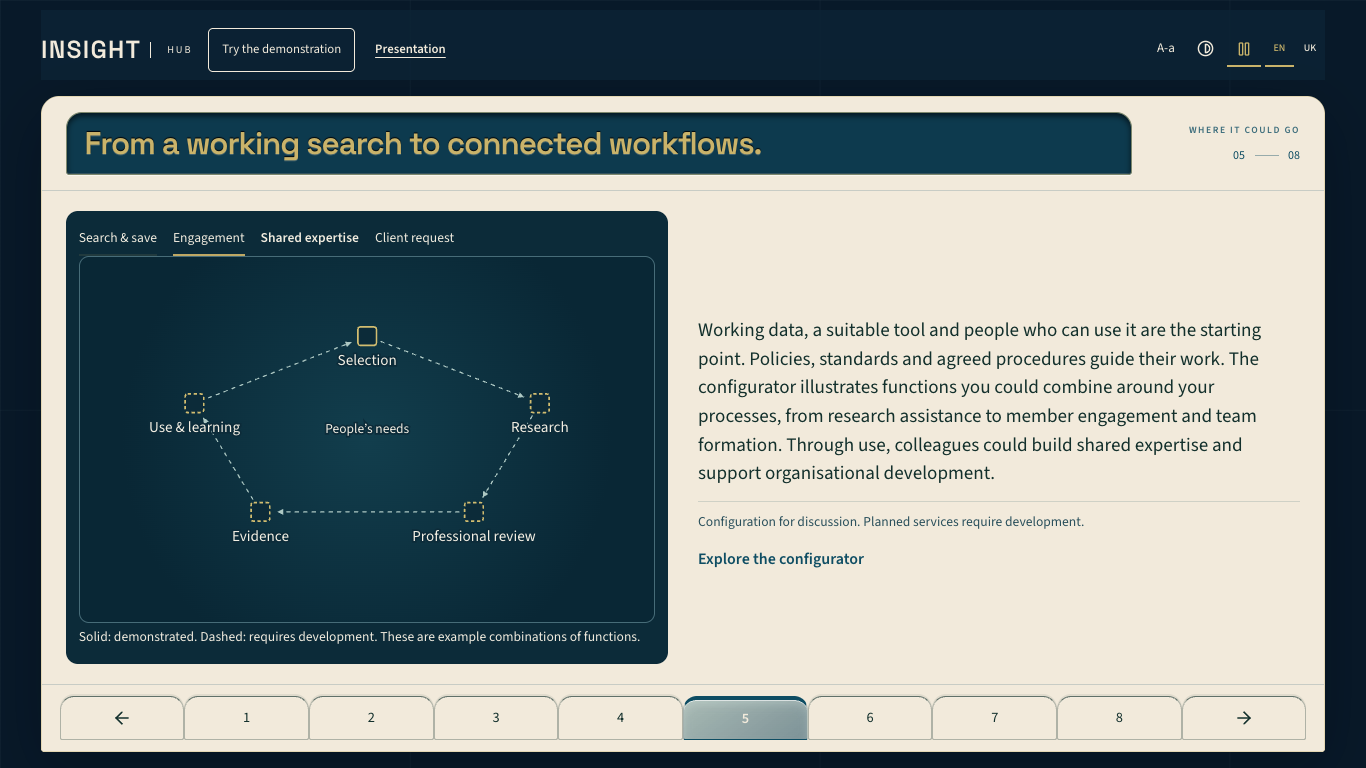 INSIGHT HUB Try the demonstration Presentation A-a EN UK
From a working search to connected workflows.
WHERE IT COULD GO
05 08
Search & save Engagement Shared expertise Client request
Selection
Use & learning
People's needs
Research
Evidence
Professional review
Solid: demonstrated. Dashed: requires development. These are example combinations of functions.
Working data, a suitable tool and people who can use it are the starting
point. Policies, standards and agreed procedures guide their work. The
configurator illustrates functions you could combine around your
processes, from research assistance to member engagement and team
formation. Through use, colleagues could build shared expertise and
support organisational development.
Configuration for discussion. Planned services require development.
Explore the configurator
1 2 3 4 5 6 7 8